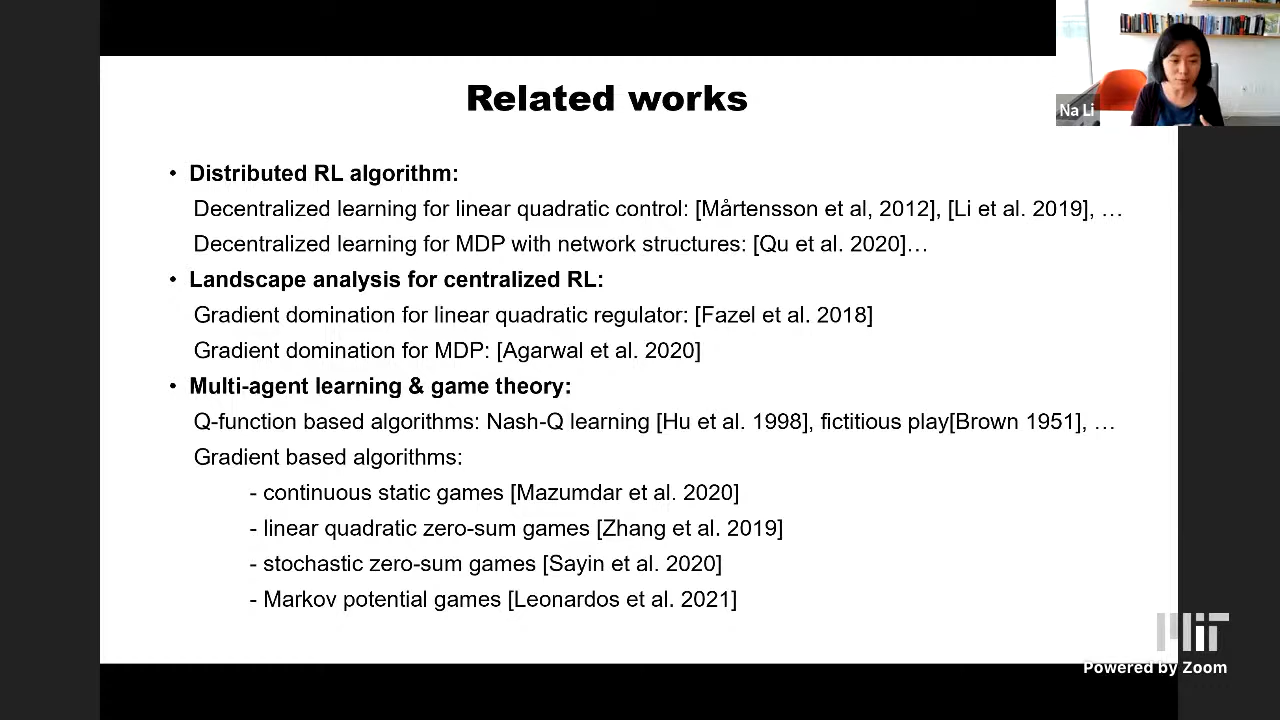 Related works
Na Li
• Distributed RL algorithm:
Decentralized learning for linear quadratic control: [Mårtensson et al, 2012], [Li et al. 2019], …
Decentralized learning for MDP with network structures: [Qu et al. 2020]…
• Landscape analysis for centralized RL:
Gradient domination for linear quadratic regulator: [Fazel et al. 2018]
Gradient domination for MDP: [Agarwal et al. 2020]
• Multi-agent learning & game theory:
Q-function based algorithms: Nash-Q learning [Hu et al. 1998], fictitious play[Brown 1951], …
Gradient based algorithms:
- continuous static games [Mazumdar et al. 2020]
- linear quadratic zero-sum games [Zhang et al. 2019]
- stochastic zero-sum games [Sayin et al. 2020]
- Markov potential games [Leonardos et al. 2021]
MIT
Powered by Zoom